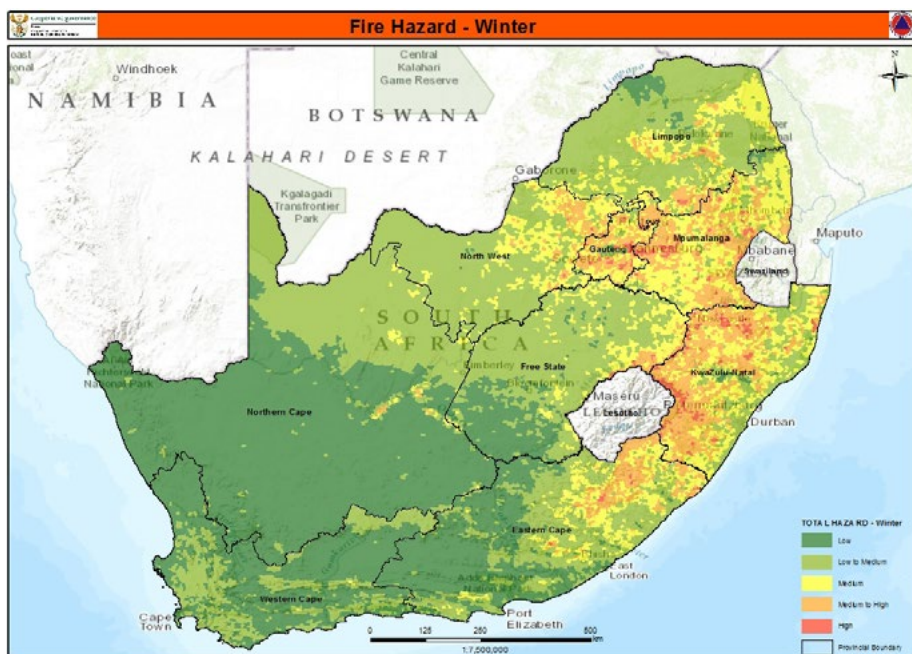 Fire Hazard - Winter
Windhoek
Central
Kalahari
Game Reserve
NAMIBIA
BOTSWANA
KALAHARI DESERT
Limpopo
N
Limpopo
Gaborone
Kgalagadi
Transfrontier
Park
Maputo
Gauteng
Mpumalanga
Mbabane
Swaziland
North West
SOUTH
AFRICA
Kimberley
Free State
KwaZulu-Natal
Maseru
Lesotho
Northern Cape
Durban
Eastern Cape
East
London
Western Cape
Cape
Town
Port
Elizabeth
TOTAL HAZARD - Winter
Low
Low to Medium
Medium
Medium to High
High
Provincial Boundary
0 125 250 500
km
1:7,500,000